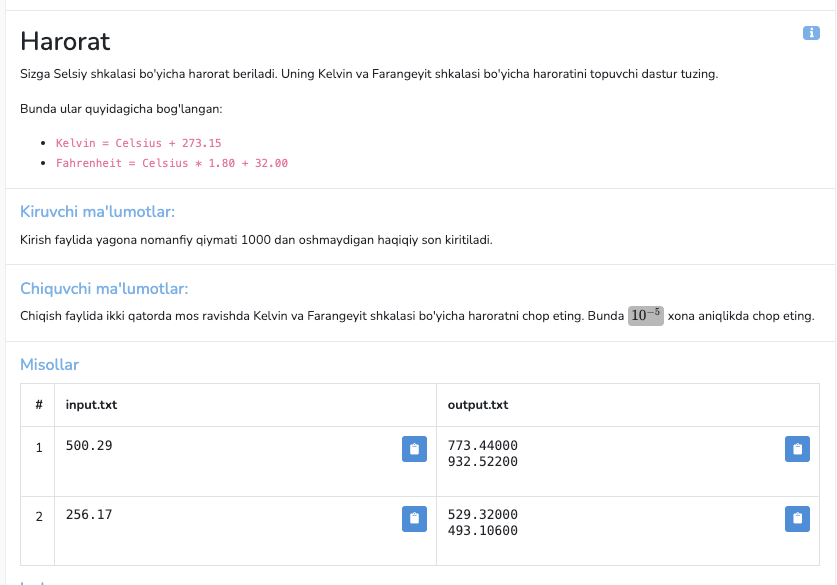 Harorat
Sizga Selsiy shkalasi bo'yicha harorat beriladi. Uning Kelvin va Farangeyit shkalasi bo'yicha haroratini topuvchi dastur tuzing.
Bunda ular quyidagicha bog'langan:
Kelvin = Celsius + 273.15
Fahrenheit = Celsius * 1.80 + 32.00
Kiruvchi ma'lumotlar:
Kirish faylida yagona nomanfiy qiymati 1000 dan oshmaydigan haqiqiy son kiritiladi.
Chiquvchi ma'lumotlar:
Chiqish faylida ikki qatorda mos ravishda Kelvin va Farangeyit shkalasi bo'yicha haroratni chop eting. Bunda 10⁻⁵ xona aniqlikda chop eting.
Misollar
# input.txt output.txt
1 500.29 773.44000
932.52200
2 256.17 529.32000
493.10600